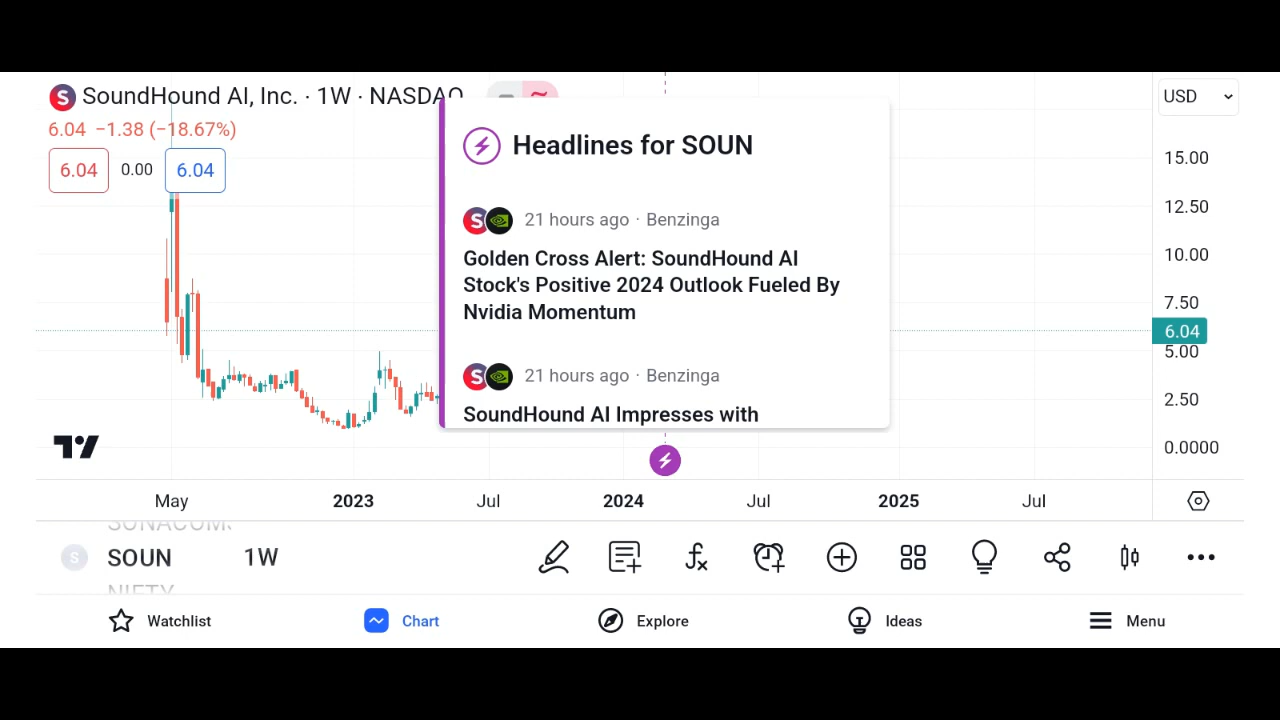 SoundHound AI, Inc. · 1W · NASDAQ
6.04 −1.38 (−18.67%)
6.04 0.00 6.04
USD
Headlines for SOUN
21 hours ago · Benzinga
Golden Cross Alert: SoundHound AI
Stock's Positive 2024 Outlook Fueled By
Nvidia Momentum
21 hours ago · Benzinga
SoundHound AI Impresses with
15.00
12.50
10.00
7.50
6.04
5.00
2.50
0.0000
May 2023 Jul 2024 Jul 2025 Jul
SOUN 1W
NIFTY
Watchlist Chart Explore Ideas Menu